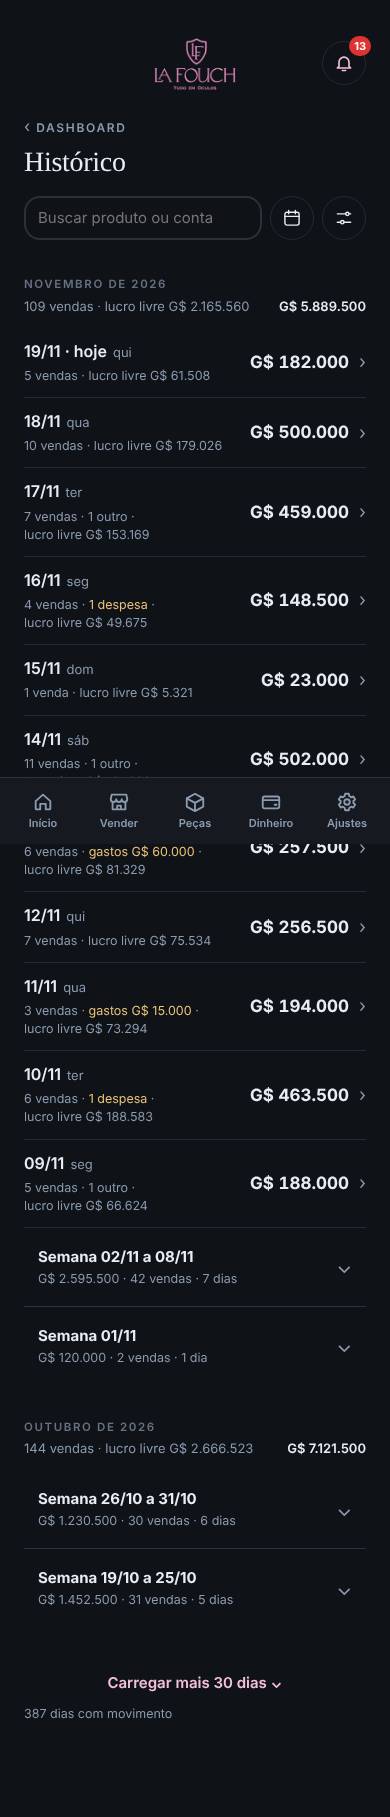 LA FOUCH
Tudo em Óculos
13
‹ DASHBOARD
Histórico
Buscar produto ou conta
NOVEMBRO DE 2026
109 vendas · lucro livre G$ 2.165.560 G$ 5.889.500
19/11 · hoje qui
5 vendas · lucro livre G$ 61.508
G$ 182.000
18/11 qua
10 vendas · lucro livre G$ 179.026
G$ 500.000
17/11 ter
7 vendas · 1 outro ·
lucro livre G$ 153.169
G$ 459.000
16/11 seg
4 vendas · 1 despesa ·
lucro livre G$ 49.675
G$ 148.500
15/11 dom
1 venda · lucro livre G$ 5.321
G$ 23.000
14/11 sáb
11 vendas · 1 outro ·
G$ 502.000
Início Vender Peças Dinheiro Ajustes
6 vendas · gastos G$ 60.000 ·
lucro livre G$ 81.329
G$ 257.500
12/11 qui
7 vendas · lucro livre G$ 75.534
G$ 256.500
11/11 qua
3 vendas · gastos G$ 15.000 ·
lucro livre G$ 73.294
G$ 194.000
10/11 ter
6 vendas · 1 despesa ·
lucro livre G$ 188.583
G$ 463.500
09/11 seg
5 vendas · 1 outro ·
lucro livre G$ 66.624
G$ 188.000
Semana 02/11 a 08/11
G$ 2.595.500 · 42 vendas · 7 dias
Semana 01/11
G$ 120.000 · 2 vendas · 1 dia
OUTUBRO DE 2026
144 vendas · lucro livre G$ 2.666.523 G$ 7.121.500
Semana 26/10 a 31/10
G$ 1.230.500 · 30 vendas · 6 dias
Semana 19/10 a 25/10
G$ 1.452.500 · 31 vendas · 5 dias
Carregar mais 30 dias
387 dias com movimento